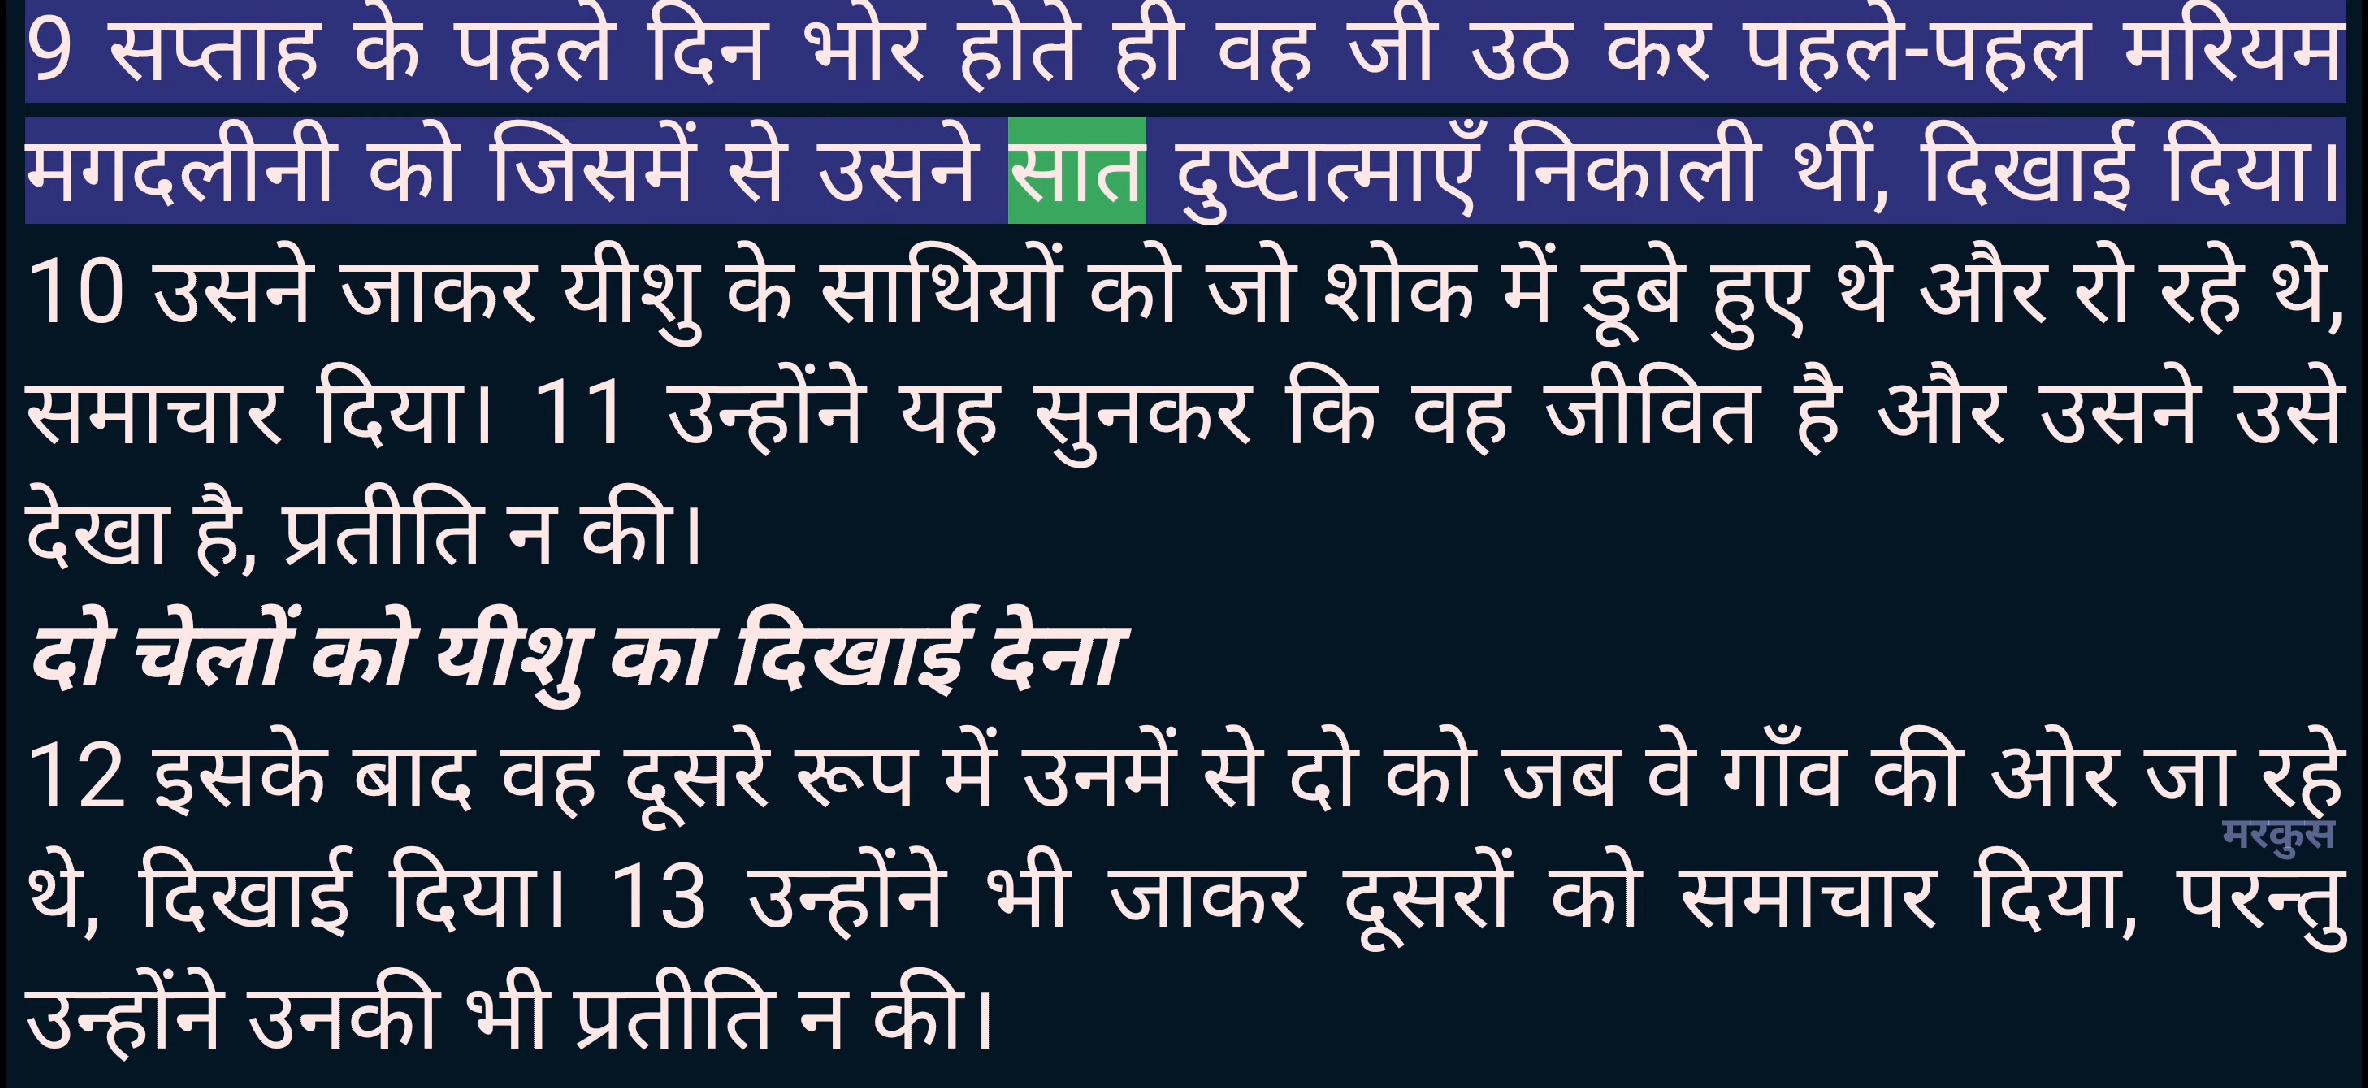 9 सप्ताह के पहले दिन भोर होते ही वह जी उठ कर पहले-पहल मरियम
मगदलीनी को जिसमें से उसने सात दुष्टात्माएँ निकाली थीं, दिखाई दिया।
10 उसने जाकर यीशु के साथियों को जो शोक में डूबे हुए थे और रो रहे थे,
समाचार दिया। 11 उन्होंने यह सुनकर कि वह जीवित है और उसने उसे
देखा है, प्रतीति न की।
दो चेलों को यीशु का दिखाई देना
12 इसके बाद वह दूसरे रूप में उनमें से दो को जब वे गाँव की ओर जा रहे
मरकुस
थे, दिखाई दिया। 13 उन्होंने भी जाकर दूसरों को समाचार दिया, परन्तु
उन्होंने उनकी भी प्रतीति न की।